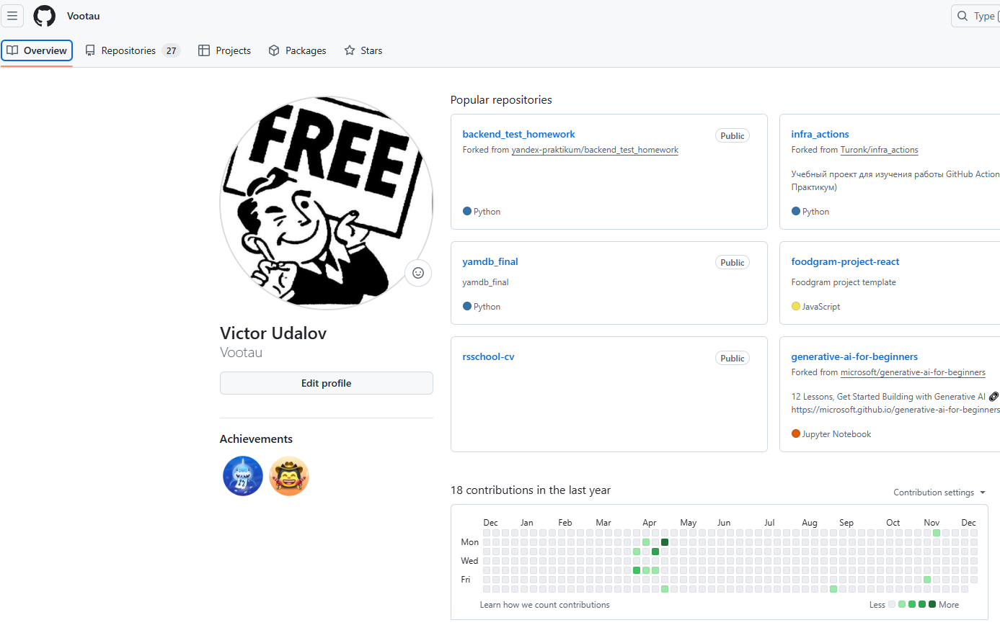 Vootau
Type
Overview
Repositories 27
Projects
Packages
Stars
FREE
Victor Udalov
Vootau
Edit profile
Achievements
Popular repositories
backend_test_homework Public
Forked from yandex-praktikum/backend_test_homework
Python
infra_actions
Forked from Turonk/infra_actions
Учебный проект для изучения работы GitHub Action
Практикум)
Python
yamdb_final Public
yamdb_final
Python
foodgram-project-react
Foodgram project template
JavaScript
rsschool-cv Public
generative-ai-for-beginners
Forked from microsoft/generative-ai-for-beginners
12 Lessons, Get Started Building with Generative AI 🔗
https://microsoft.github.io/generative-ai-for-beginners
Jupyter Notebook
18 contributions in the last year
Contribution settings
Dec Jan Feb Mar Apr May Jun Jul Aug Sep Oct Nov Dec
Mon
Wed
Fri
Learn how we count contributions
Less More